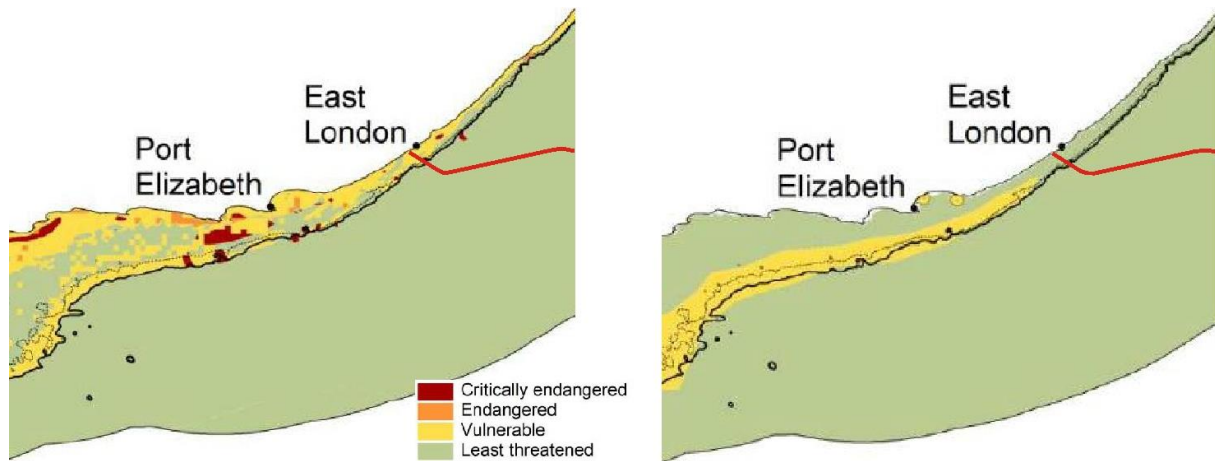 East
London
Port
Elizabeth
Critically endangered
Endangered
Vulnerable
Least threatened
East
London
Port
Elizabeth